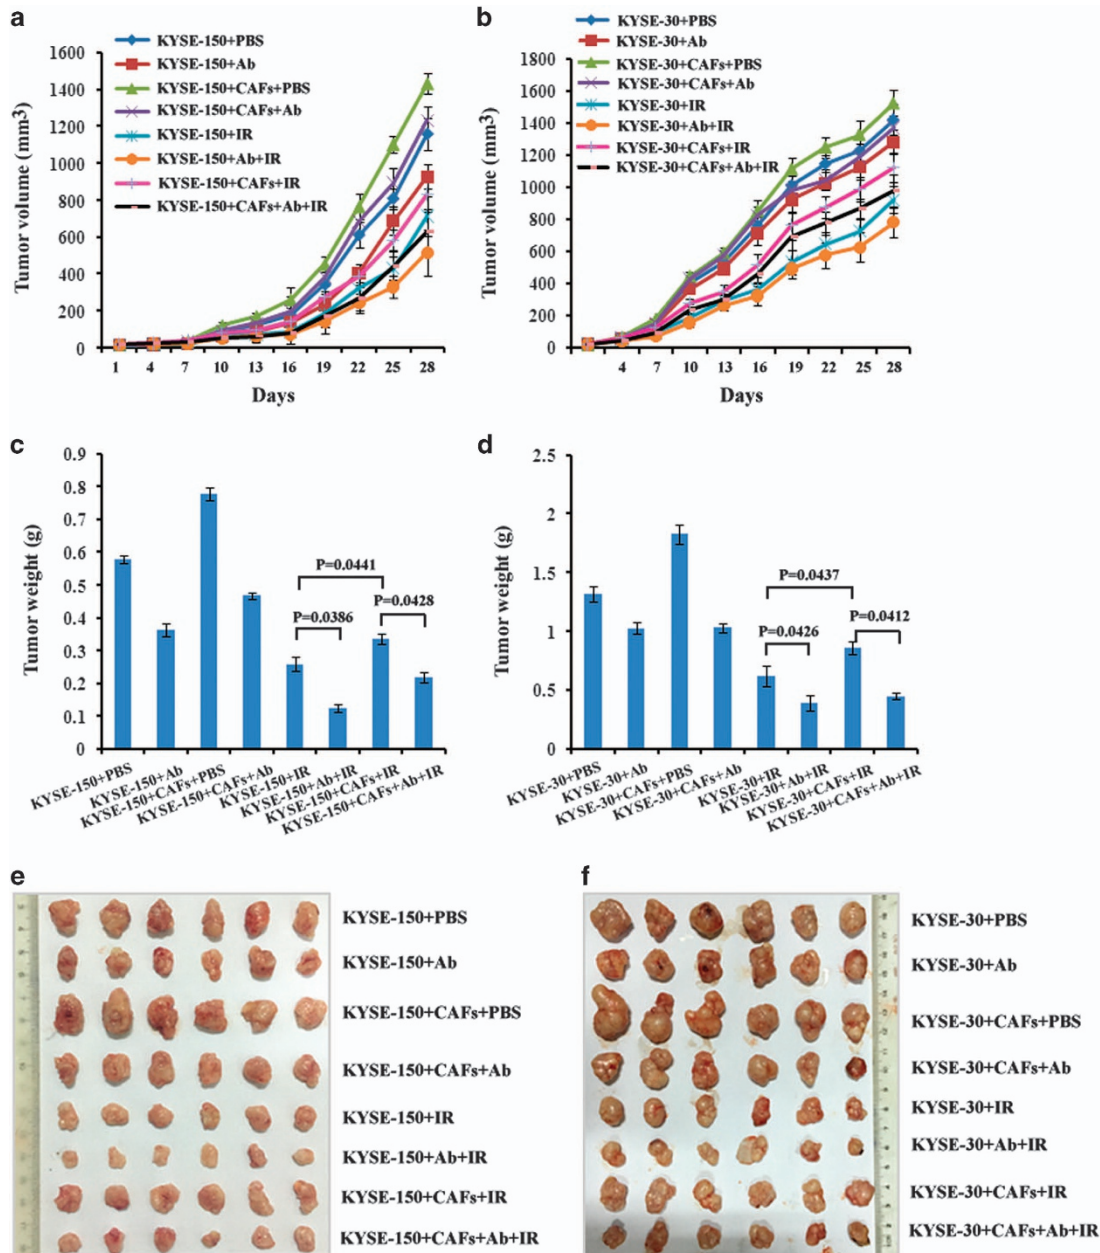 a
KYSE-150+PBS
KYSE-150+Ab
KYSE-150+CAFs+PBS
KYSE-150+CAFs+Ab
KYSE-150+IR
KYSE-150+Ab+IR
KYSE-150+CAFs+IR
KYSE-150+CAFs+Ab+IR
Tumor volume (mm3)
1600
1400
1200
1000
800
600
400
200
0
1 4 7 10 13 16 19 22 25 28
Days
b
KYSE-30+PBS
KYSE-30+Ab
KYSE-30+CAFs+PBS
KYSE-30+CAFs+Ab
KYSE-30+IR
KYSE-30+Ab+IR
KYSE-30+CAFs+IR
KYSE-30+CAFs+Ab+IR
Tumor volume (mm3)
1800
1600
1400
1200
1000
800
600
400
200
0
4 7 10 13 16 19 22 25 28
Days
c
Tumor weight (g)
0.9
0.8
0.7
0.6
0.5
0.4
0.3
0.2
0.1
0
P=0.0441
P=0.0428
P=0.0386
KYSE-150+PBS
KYSE-150+Ab
KYSE-150+CAFs+PBS
KYSE-150+CAFs+Ab
KYSE-150+IR
KYSE-150+Ab+IR
KYSE-150+CAFs+IR
KYSE-150+CAFs+Ab+IR
d
Tumor weight (g)
2.5
2
1.5
1
0.5
0
P=0.0437
P=0.0412
P=0.0426
KYSE-30+PBS
KYSE-30+Ab
KYSE-30+CAFs+PBS
KYSE-30+CAFs+Ab
KYSE-30+IR
KYSE-30+Ab+IR
KYSE-30+CAFs+IR
KYSE-30+CAFs+Ab+IR
e
KYSE-150+PBS
KYSE-150+Ab
KYSE-150+CAFs+PBS
KYSE-150+CAFs+Ab
KYSE-150+IR
KYSE-150+Ab+IR
KYSE-150+CAFs+IR
KYSE-150+CAFs+Ab+IR
f
KYSE-30+PBS
KYSE-30+Ab
KYSE-30+CAFs+PBS
KYSE-30+CAFs+Ab
KYSE-30+IR
KYSE-30+Ab+IR
KYSE-30+CAFs+IR
KYSE-30+CAFs+Ab+IR